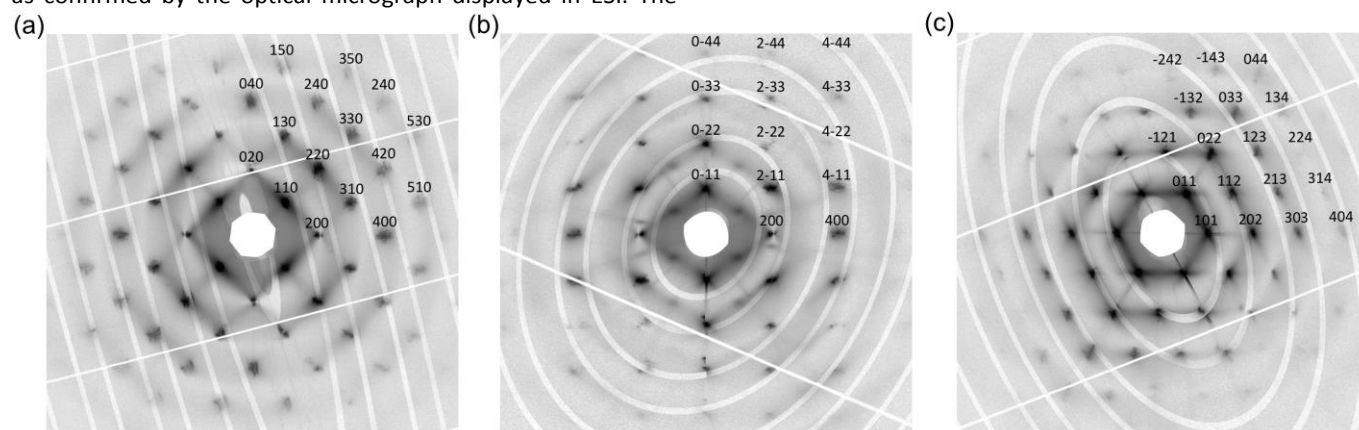 as confirmed by the optical micrograph displayed in ESI. The
(a)
150 350
040 240 240
130 330 530
020 220 420
110 310 510
200 400
(b)
0-44 2-44 4-44
0-33 2-33 4-33
0-22 2-22 4-22
0-11 2-11 4-11
200 400
(c)
-242 -143 044
-132 033 134
-121 022 123 224
011 112 213 314
101 202 303 404